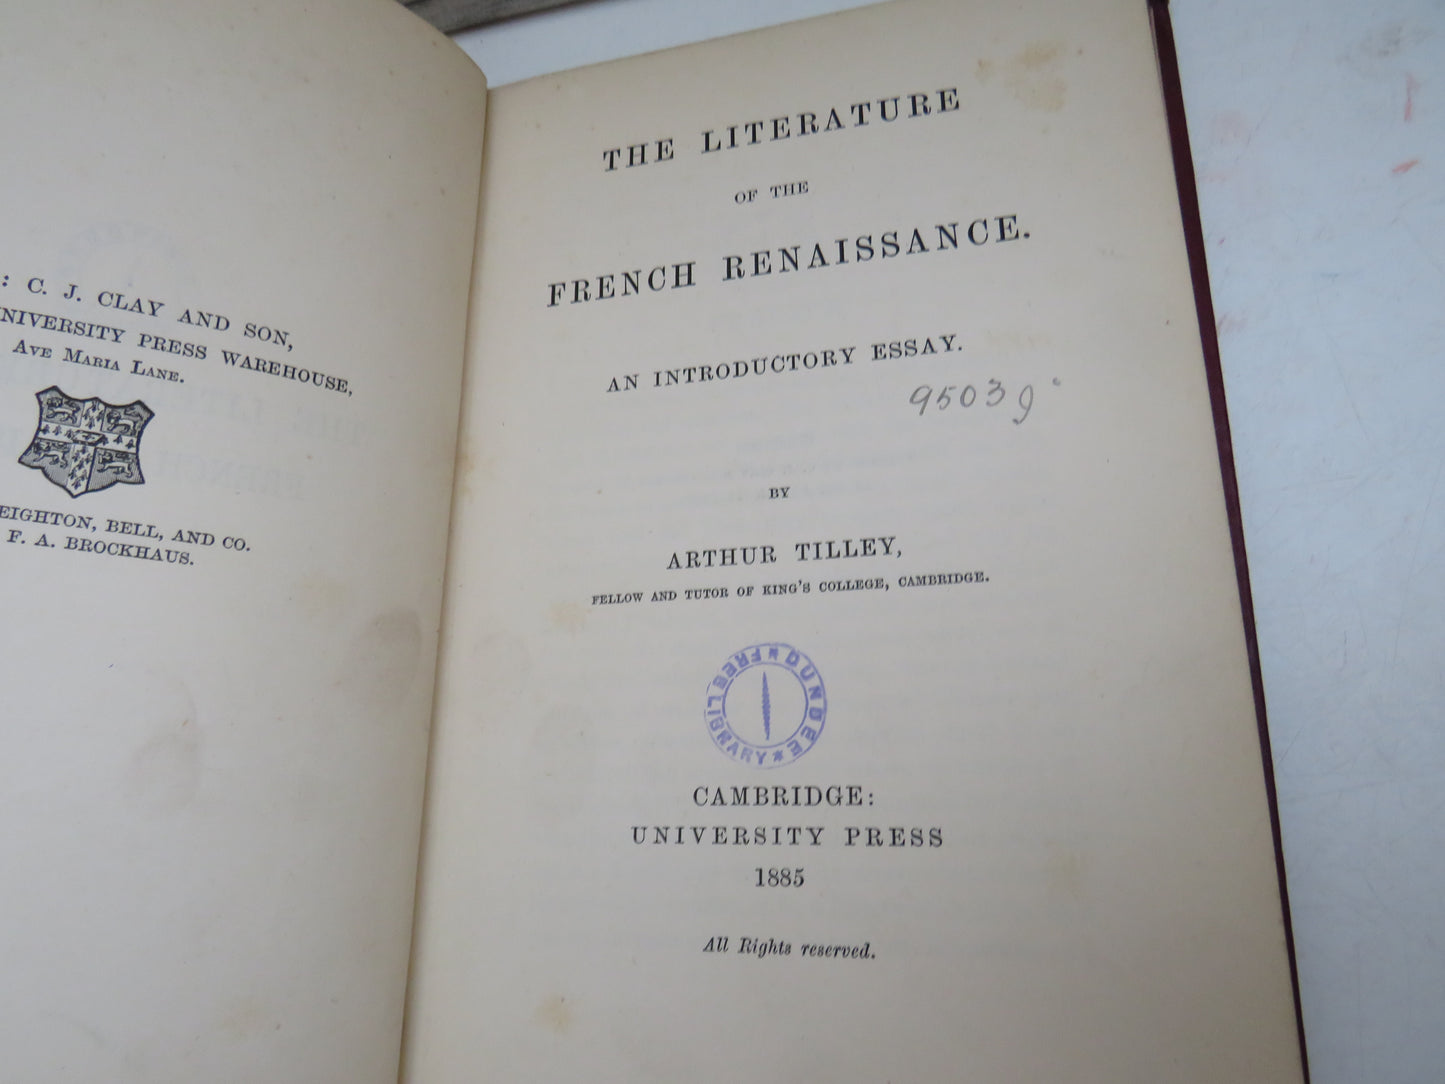 : C. J. CLAY AND SON,
NIVERSITY PRESS WAREHOUSE,
AVE MARIA LANE.
EIGHTON, BELL, AND CO.
F. A. BROCKHAUS.
THE LITERATURE
OF THE
FRENCH RENAISSANCE.
AN INTRODUCTORY ESSAY.
9503g
BY
ARTHUR TILLEY,
FELLOW AND TUTOR OF KING'S COLLEGE, CAMBRIDGE.
DUNDEE * FREE LIBRARY *
CAMBRIDGE:
UNIVERSITY PRESS
1885
All Rights reserved.